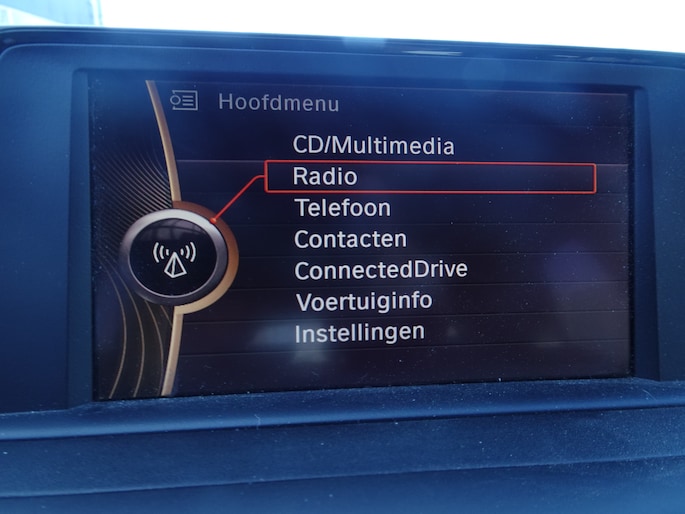 Hoofdmenu
CD/Multimedia
Radio
Telefoon
Contacten
ConnectedDrive
Voertuiginfo
Instellingen